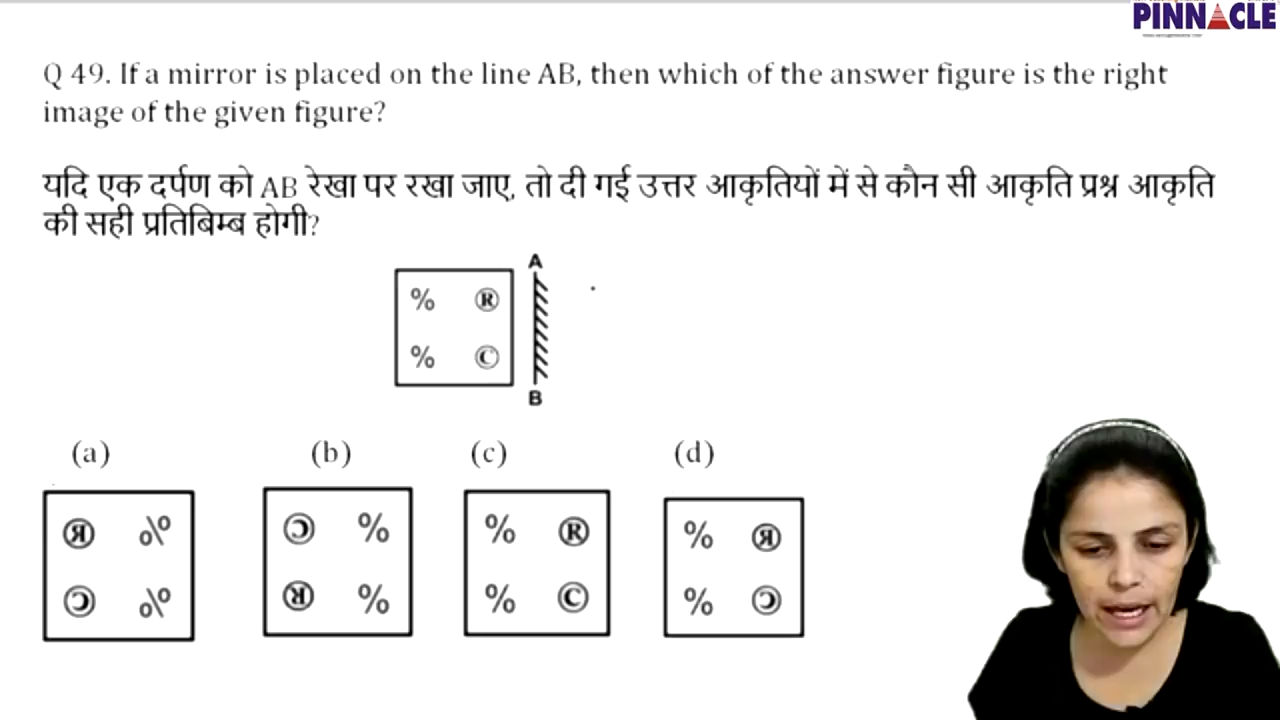 PINNACLE
Q 49. If a mirror is placed on the line AB, then which of the answer figure is the right
image of the given figure?
यदि एक दर्पण को AB रेखा पर रखा जाए, तो दी गई उत्तर आकृतियों में से कौन सी आकृति प्रश्न आकृति
की सही प्रतिबिम्ब होगी?
A
% ®
% ©
B
(a) (b) (c) (d)
% % ® %
% % © %